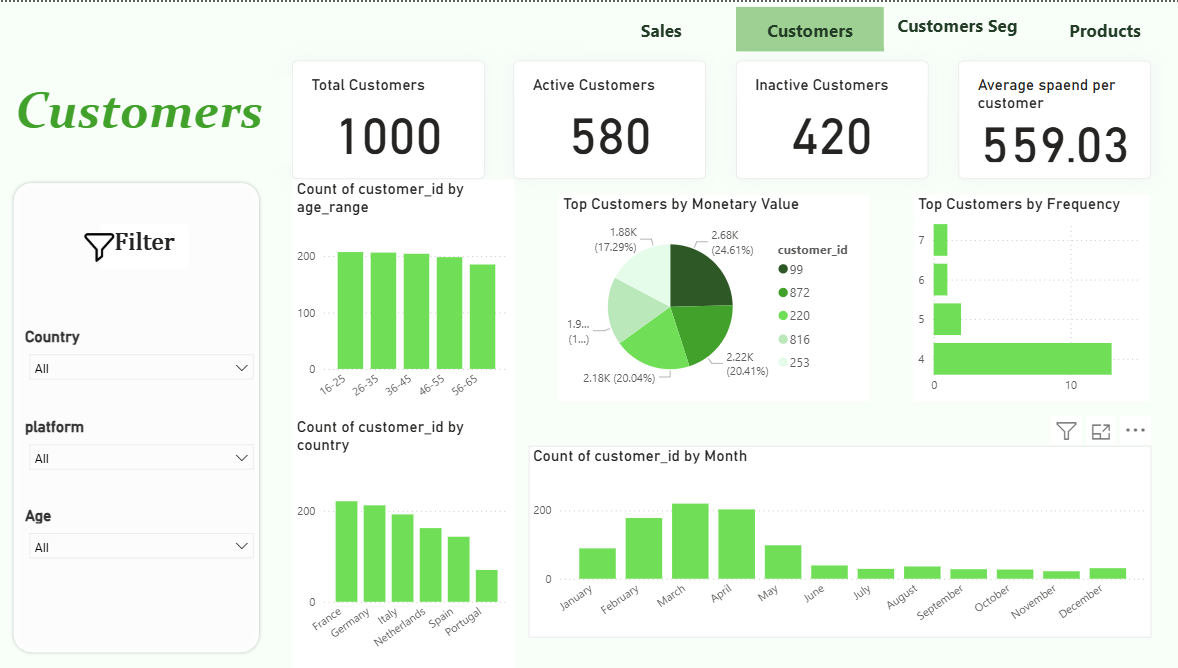 Sales
Customers
Customers Seg
Products
Customers
Total Customers
1000
Active Customers
580
Inactive Customers
420
Average spaend per
customer
559.03
Filter
Country
All
platform
All
Age
All
Count of customer_id by
age_range
200
100
0
16-25
26-35
36-45
46-55
56-65
Top Customers by Monetary Value
1.88K
(17.29%)
2.68K
(24.61%)
1.9...
(1...)
2.18K (20.04%)
2.22K
(20.41%)
customer_id
99
872
220
816
253
Top Customers by Frequency
7
6
5
4
0
10
Count of customer_id by
country
200
0
France
Germany
Italy
Netherlands
Spain
Portugal
Count of customer_id by Month
200
0
January
February
March
April
May
June
July
August
September
October
November
December